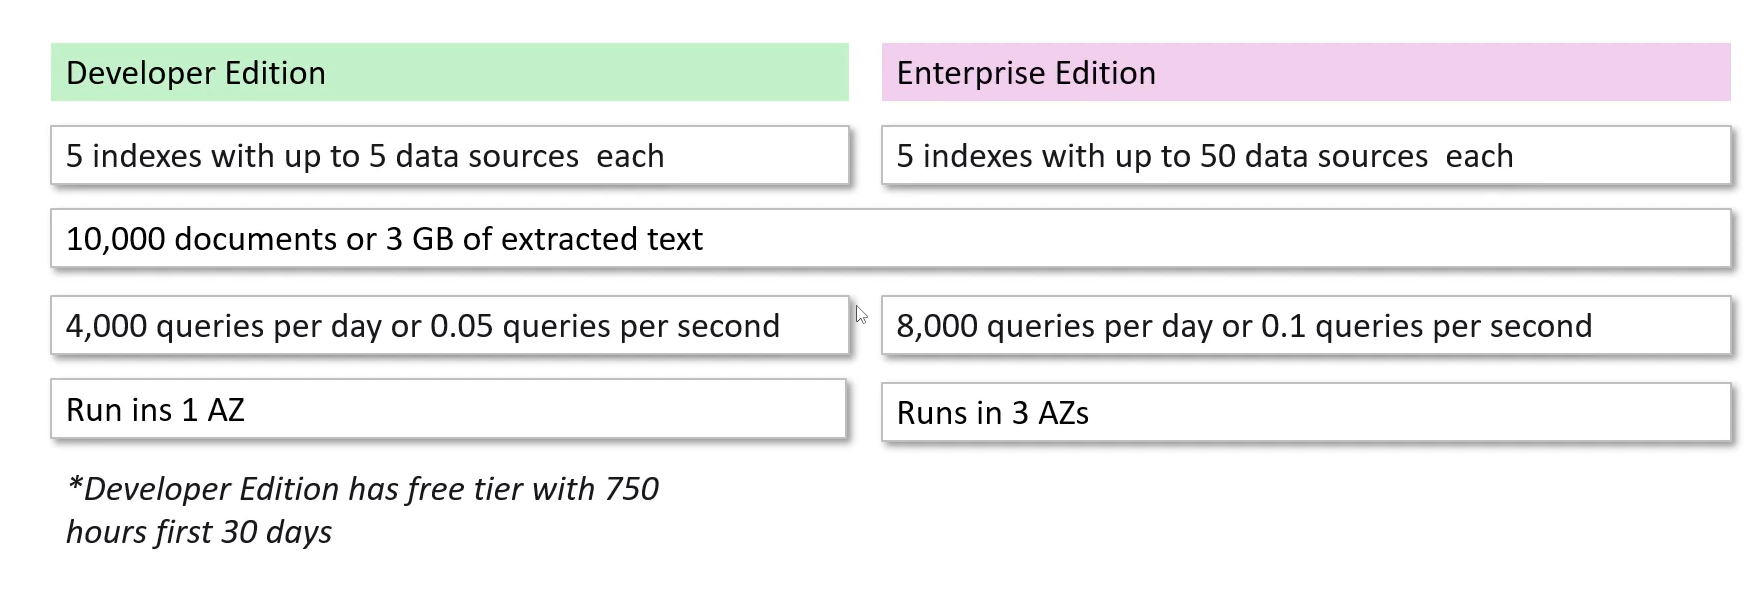 Developer Edition
Enterprise Edition
5 indexes with up to 5 data sources  each
5 indexes with up to 50 data sources  each
10,000 documents or 3 GB of extracted text
4,000 queries per day or 0.05 queries per second
8,000 queries per day or 0.1 queries per second
Run ins 1 AZ
Runs in 3 AZs
*Developer Edition has free tier with 750
hours first 30 days